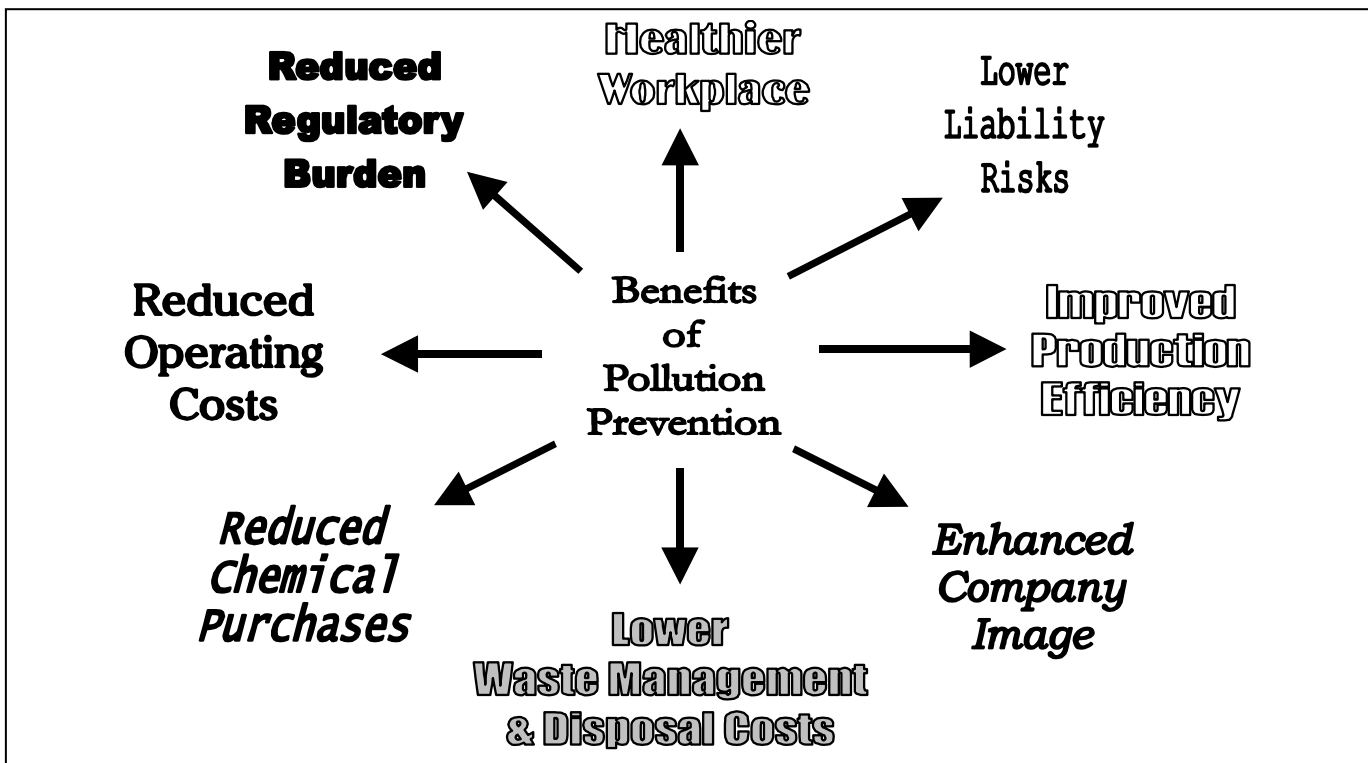 Healthier
Workplace
Reduced
Regulatory
Burden
Lower
Liability
Risks
Reduced
Operating
Costs
Benefits
of
Pollution
Prevention
Improved
Production
Efficiency
Reduced
Chemical
Purchases
Lower
Waste Management
& Disposal Costs
Enhanced
Company
Image